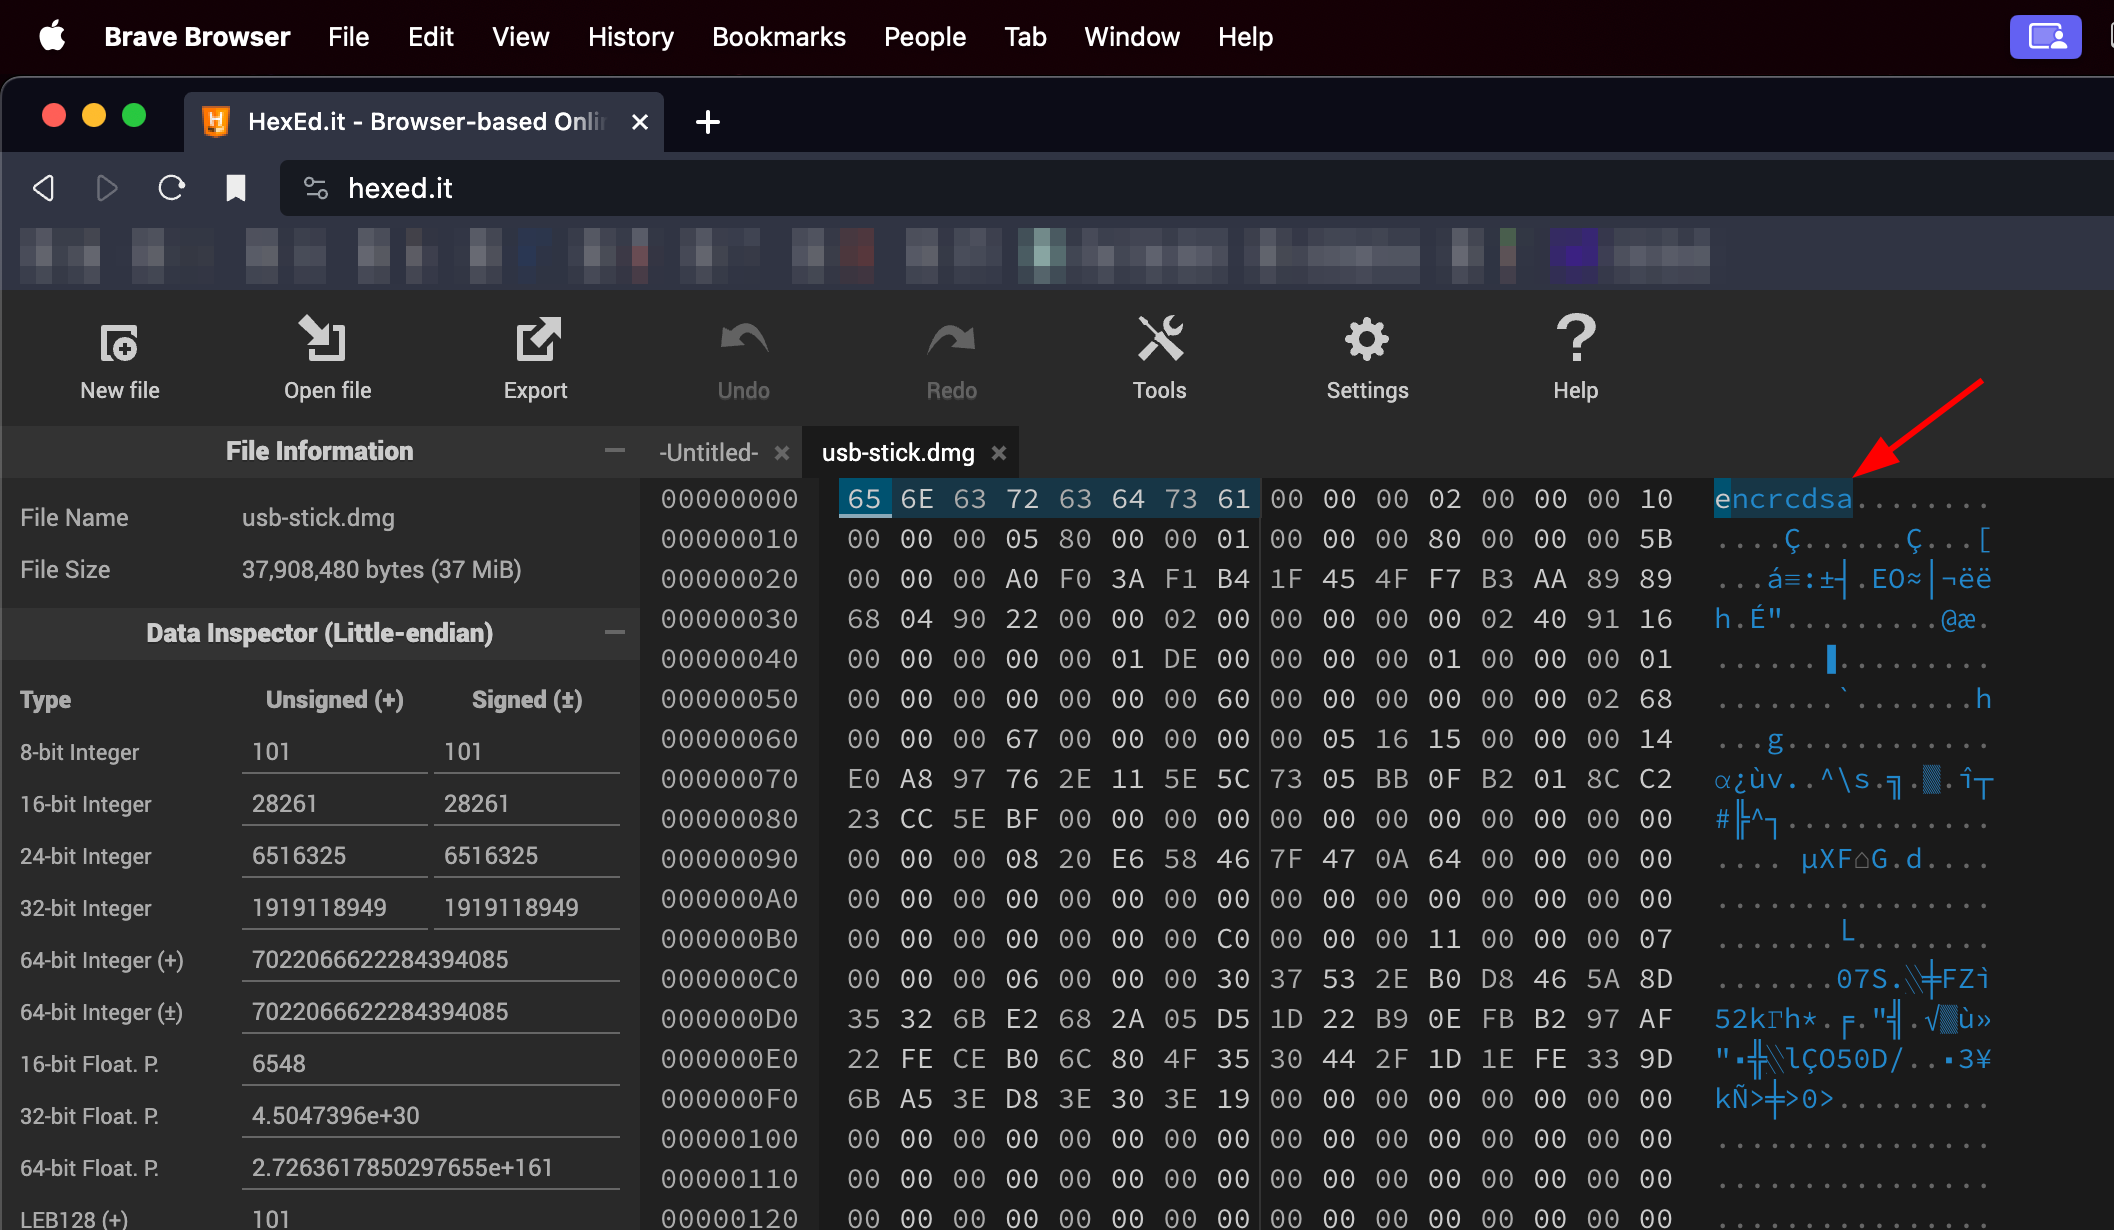 Brave Browser File Edit View History Bookmarks People Tab Window Help
HexEd.it - Browser-based Onlin
hexed.it
New file Open file Export Undo Redo Tools Settings Help
File Information
-Untitled- usb-stick.dmg
File Name usb-stick.dmg
File Size 37,908,480 bytes (37 MiB)
Data Inspector (Little-endian)
Type Unsigned (+) Signed (±)
8-bit Integer 101 101
16-bit Integer 28261 28261
24-bit Integer 6516325 6516325
32-bit Integer 1919118949 1919118949
64-bit Integer (+) 7022066622284394085
64-bit Integer (±) 7022066622284394085
16-bit Float. P. 6548
32-bit Float. P. 4.5047396e+30
64-bit Float. P. 2.7263617850297655e+161
LEB128 (+) 101
00000000 65 6E 63 72 63 64 73 61 00 00 00 02 00 00 00 10 encrcdsa........
00000010 00 00 00 05 80 00 00 01 00 00 00 80 00 00 00 5B ....Ç......Ç...[
00000020 00 00 00 A0 F0 3A F1 B4 1F 45 4F F7 B3 AA 89 89 ...á≡:±┤.EO≈│¬ëë
00000030 68 04 90 22 00 00 02 00 00 00 00 00 02 40 91 16 h.É".........@æ.
00000040 00 00 00 00 00 01 DE 00 00 00 00 01 00 00 00 01 ......▐.........
00000050 00 00 00 00 00 00 00 60 00 00 00 00 00 00 02 68 .......`.......h
00000060 00 00 00 67 00 00 00 00 00 05 16 15 00 00 00 14 ...g............
00000070 E0 A8 97 76 2E 11 5E 5C 73 05 BB 0F B2 01 8C C2 α¿ùv..^\s.╗.▓.î┬
00000080 23 CC 5E BF 00 00 00 00 00 00 00 00 00 00 00 00 #╠^┐............
00000090 00 00 00 08 20 E6 58 46 7F 47 0A 64 00 00 00 00 .... µXF⌂G.d....
000000A0 00 00 00 00 00 00 00 00 00 00 00 00 00 00 00 00 ................
000000B0 00 00 00 00 00 00 00 C0 00 00 00 11 00 00 00 07 .......└........
000000C0 00 00 00 06 00 00 00 30 37 53 2E B0 D8 46 5A 8D .......07S.░╪FZì
000000D0 35 32 6B E2 68 2A 05 D5 1D 22 B9 0E FB B2 97 AF 52kΓh*.╒."╣.√▓ù»
000000E0 22 FE CE B0 6C 80 4F 35 30 44 2F 1D 1E FE 33 9D "▪╬░lÇO50D/..▪3¥
000000F0 6B A5 3E D8 3E 30 3E 19 00 00 00 00 00 00 00 00 kÑ>╪>0>.........
00000100 00 00 00 00 00 00 00 00 00 00 00 00 00 00 00 00 ................
00000110 00 00 00 00 00 00 00 00 00 00 00 00 00 00 00 00 ................
00000120 00 00 00 00 00 00 00 00 00 00 00 00 00 00 00 00 ................